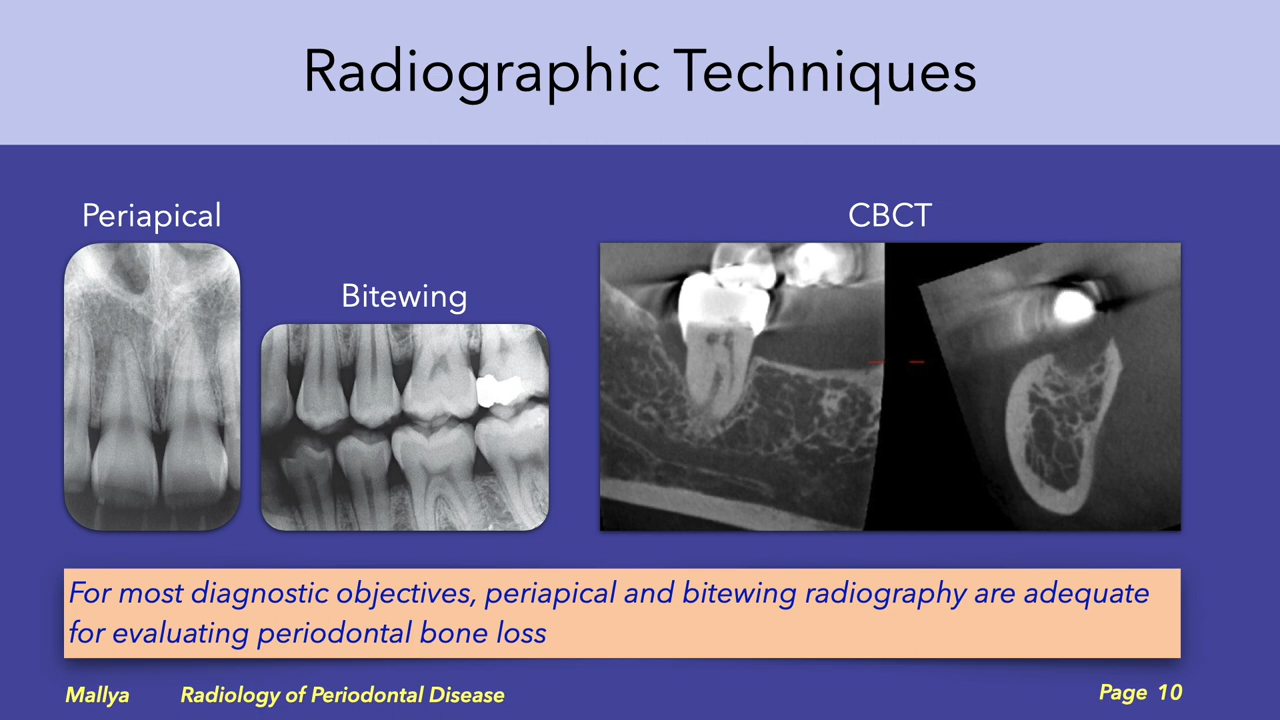 Radiographic Techniques
Periapical
Bitewing
CBCT
For most diagnostic objectives, periapical and bitewing radiography are adequate
for evaluating periodontal bone loss
Mallya Radiology of Periodontal Disease Page 10